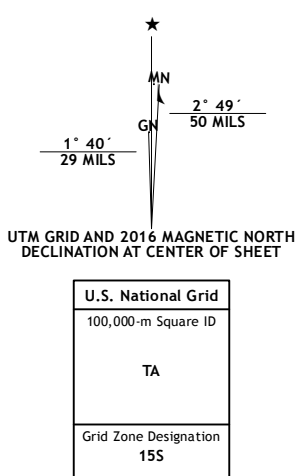 ★
MN
GN
2° 49´
50 MILS
1° 40´
29 MILS
UTM GRID AND 2016 MAGNETIC NORTH
DECLINATION AT CENTER OF SHEET
U.S. National Grid
100,000-m Square ID
TA
Grid Zone Designation
15S